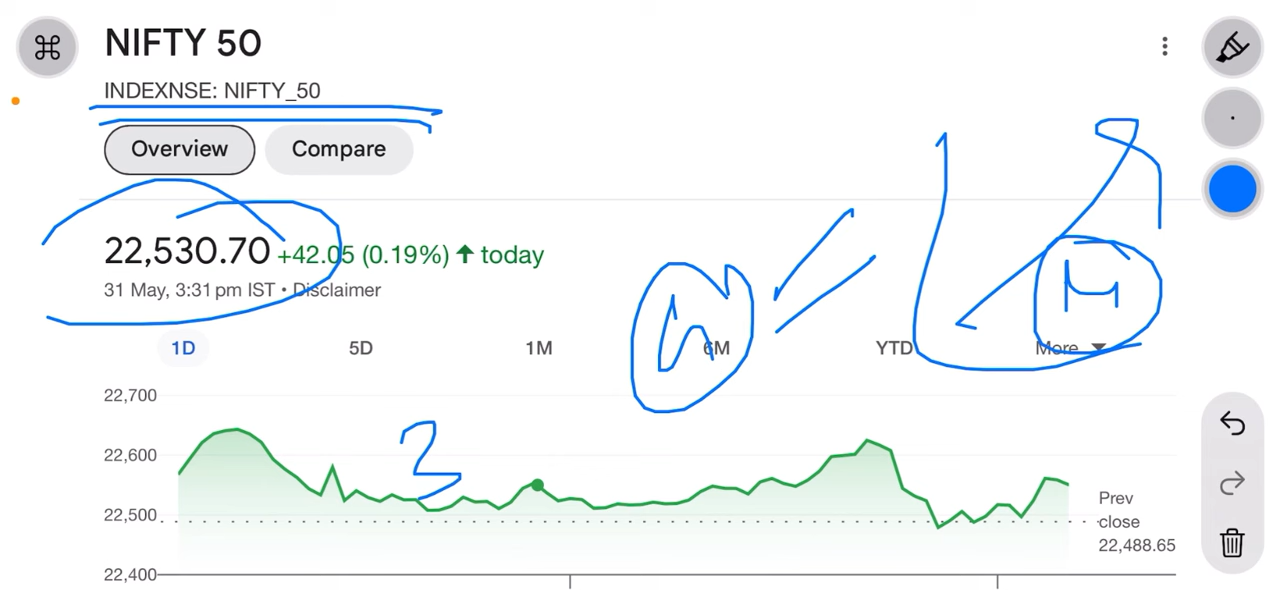 NIFTY 50
INDEXNSE: NIFTY_50
Overview Compare
22,530.70 +42.05 (0.19%) ↑ today
31 May, 3:31 pm IST • Disclaimer
1D 5D 1M 6M YTD More
22,700
22,600
22,500
22,400
Prev
close
22,488.65